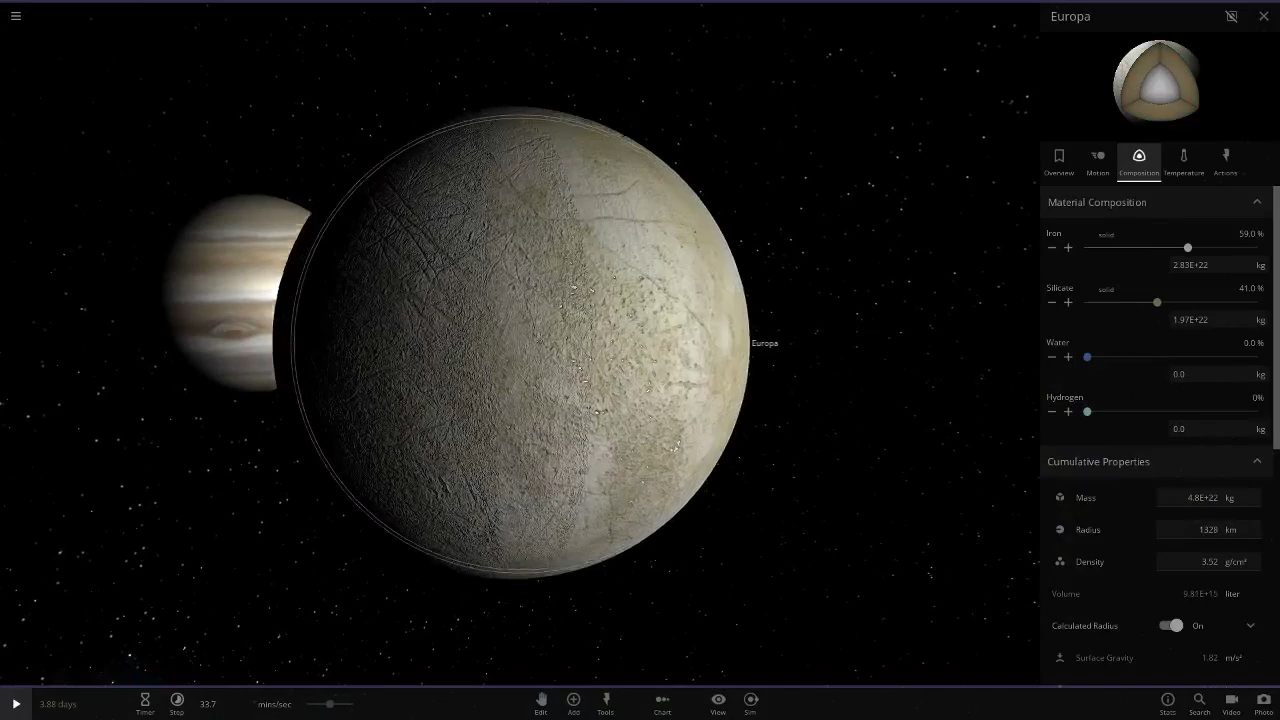 Europa
Overview Motion Composition Temperature Actions
Material Composition
Iron solid 59.0 %
2.83E+22 kg
Silicate solid 41.0 %
1.97E+22 kg
Water 0.0 %
0.0 kg
Hydrogen 0%
0.0 kg
Cumulative Properties
Mass 4.8E+22 kg
Radius 1328 km
Density 3.52 g/cm³
Volume 9.81E+15 liter
Calculated Radius On
Surface Gravity 1.82 m/s²
Europa
3.88 days Timer Step 33.7 mins/sec Edit Add Tools Chart View Sim Stats Search Video Photo